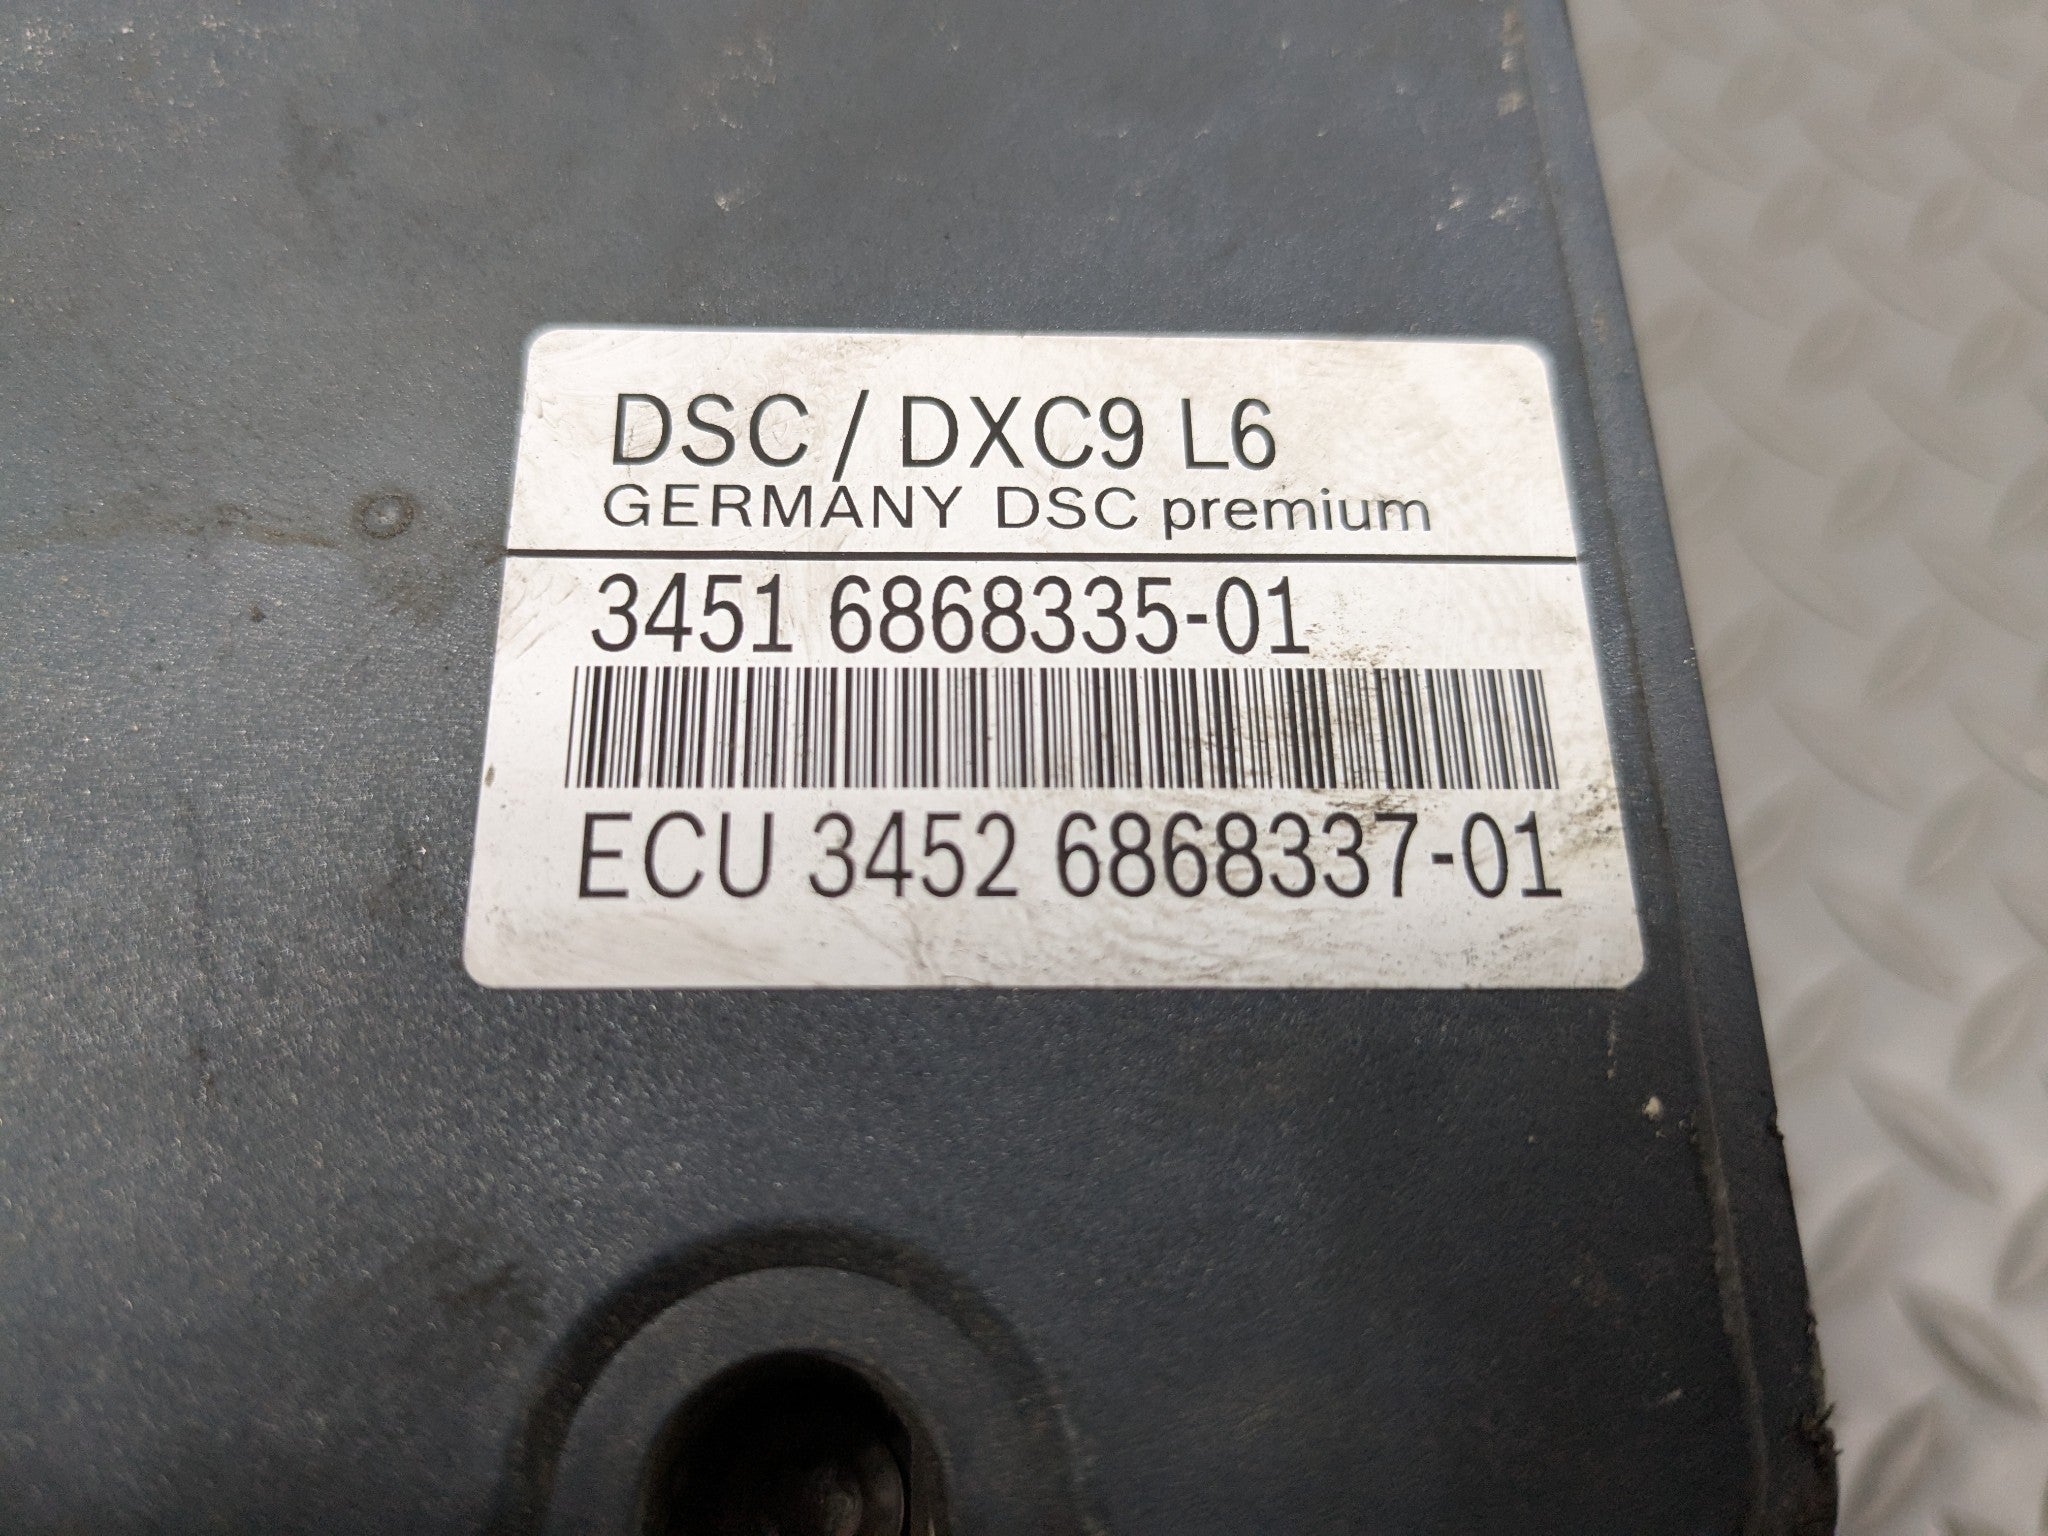 DSC / DXC9 L6
GERMANY DSC premium
3451 6868335-01
ECU 3452 6868337-01